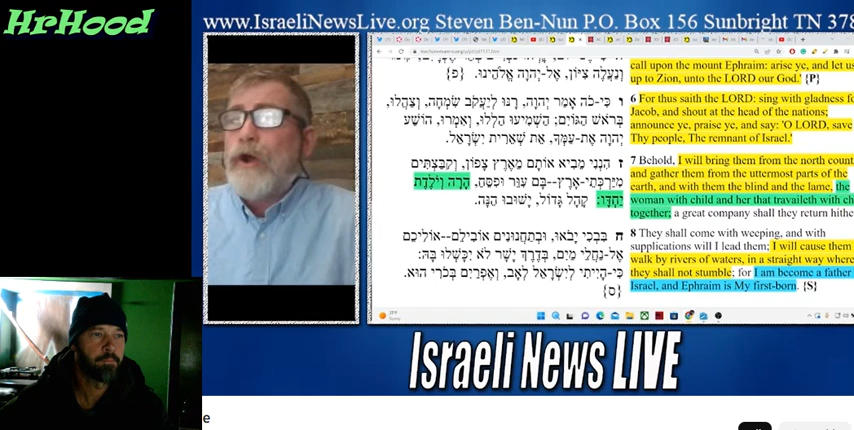 HrHood
www.IsraeliNewsLive.org Steven Ben-Nun P.O. Box 156 Sunbright TN 378
וְנַעֲלֶה צִיּוֹן, אֶל-יְהוָה אֱלֹהֵינוּ. {פ}
ו כִּי-כֹה אָמַר יְהוָה, רָנּוּ לְיַעֲקֹב שִׂמְחָה, וְצַהֲלוּ,
בְּרֹאשׁ הַגּוֹיִם; הַשְׁמִיעוּ הַלְלוּ, וְאִמְרוּ, הוֹשַׁע
יְהוָה אֶת-עַמְּךָ, אֵת שְׁאֵרִית יִשְׂרָאֵל.
ז הִנְנִי מֵבִיא אוֹתָם מֵאֶרֶץ צָפוֹן, וְקִבַּצְתִּים
מִיַּרְכְּתֵי-אָרֶץ--בָּם עִוֵּר וּפִסֵּחַ, הָרָה וְיֹלֶדֶת
יַחְדָּו: קָהָל גָּדוֹל, יָשׁוּבוּ הֵנָּה.
ח בִּבְכִי יָבֹאוּ, וּבְתַחֲנוּנִים אוֹבִילֵם--אוֹלִיכֵם
אֶל-נַחֲלֵי מַיִם, בְּדֶרֶךְ יָשָׁר לֹא יִכָּשְׁלוּ בָּהּ:
כִּי-הָיִיתִי לְיִשְׂרָאֵל לְאָב, וְאֶפְרַיִם בְּכֹרִי הוּא.
{ס}
call upon the mount Ephraim: arise ye, and let us
up to Zion, unto the LORD our God.' {P}
6 For thus saith the LORD: sing with gladness fo
Jacob, and shout at the head of the nations;
announce ye, praise ye, and say: 'O LORD, save
Thy people, The remnant of Israel.'
7 Behold, I will bring them from the north count
and gather them from the uttermost parts of the
earth, and with them the blind and the lame, the
woman with child and her that travaileth with ch
together; a great company shall they return hithe
8 They shall come with weeping, and with
supplications will I lead them; I will cause them
walk by rivers of waters, in a straight way where
they shall not stumble; for I am become a father
Israel, and Ephraim is My first-born. {S}
Israeli News LIVE
e